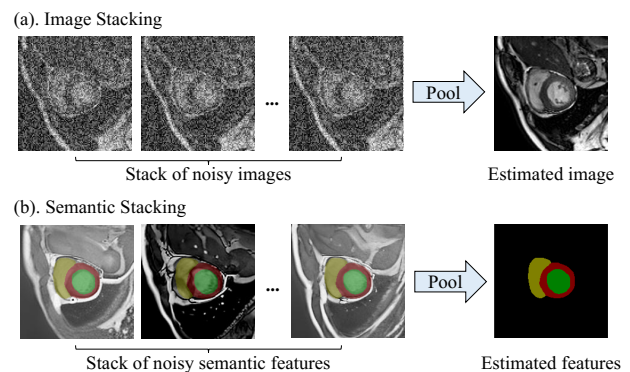 (a). Image Stacking
...
Pool
Stack of noisy images
Estimated image
(b). Semantic Stacking
...
Pool
Stack of noisy semantic features
Estimated features